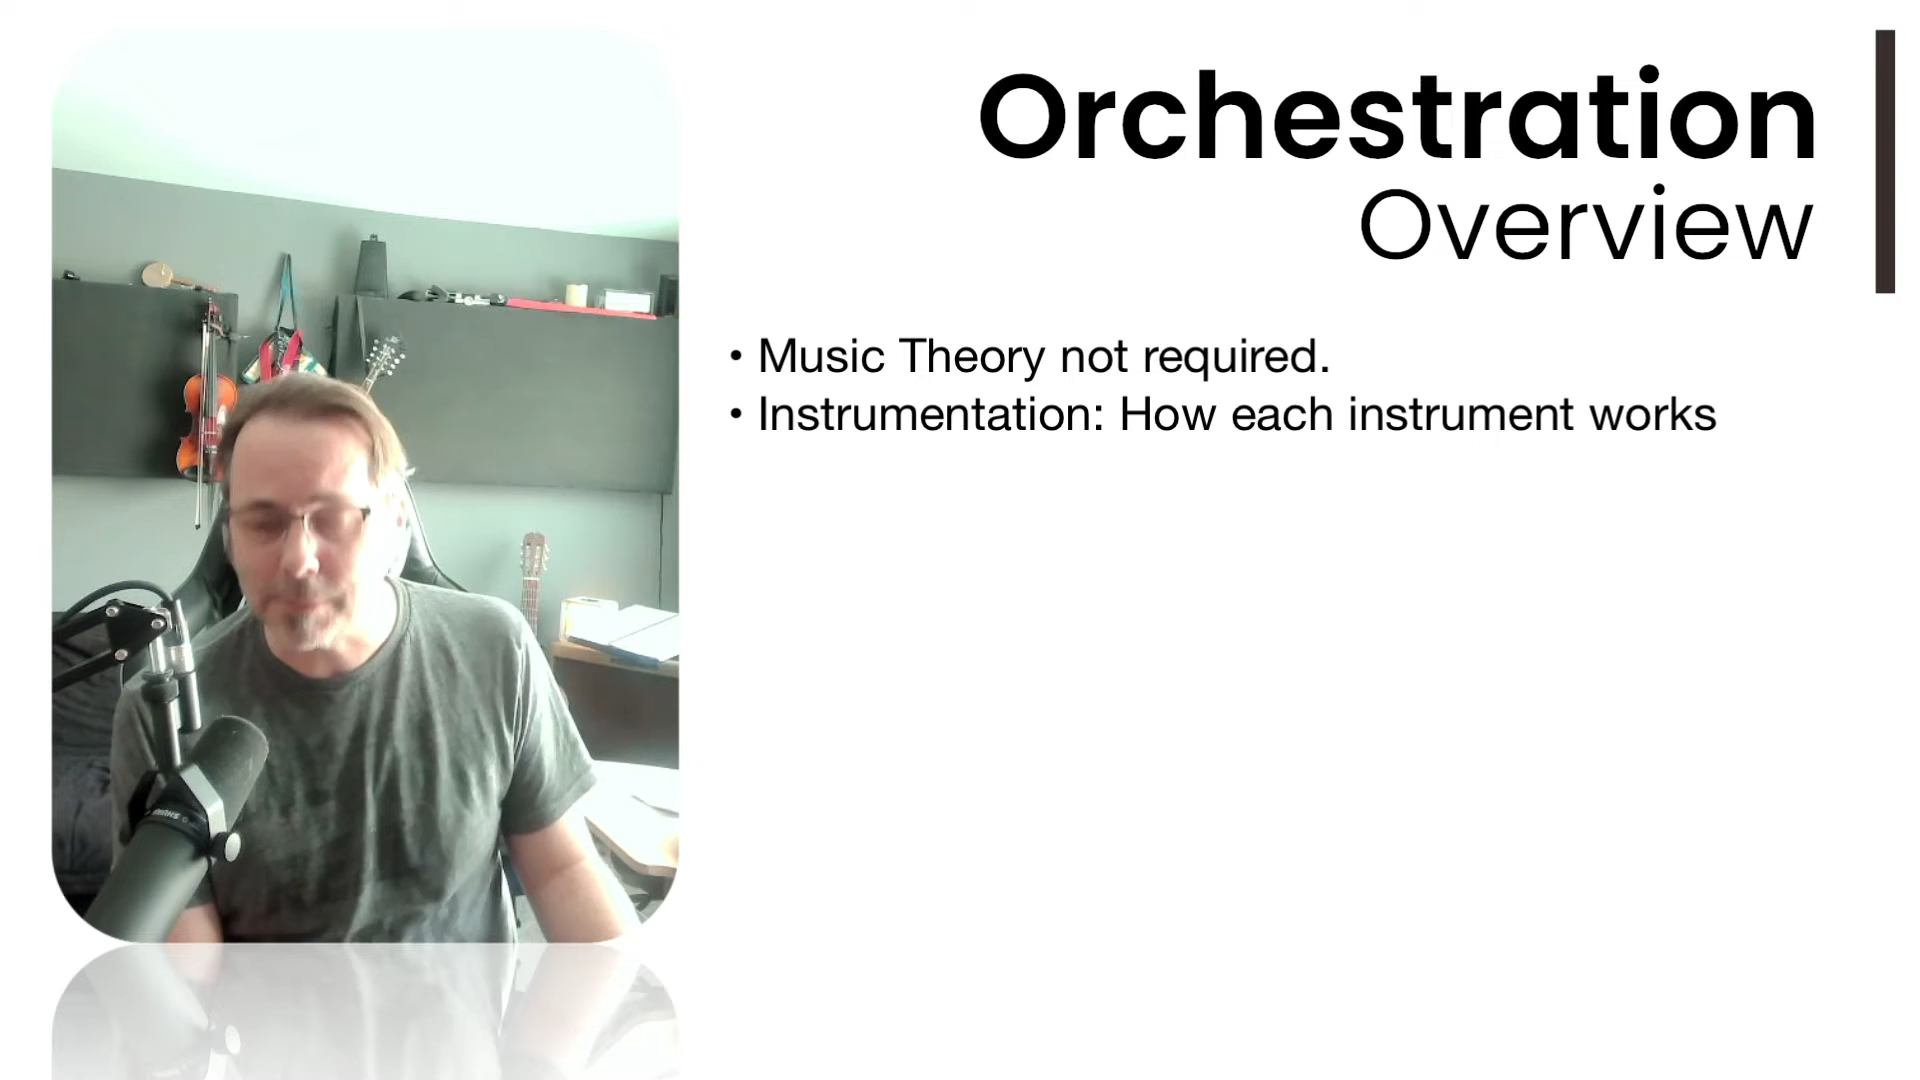 Orchestration
Overview
• Music Theory not required.
• Instrumentation: How each instrument works